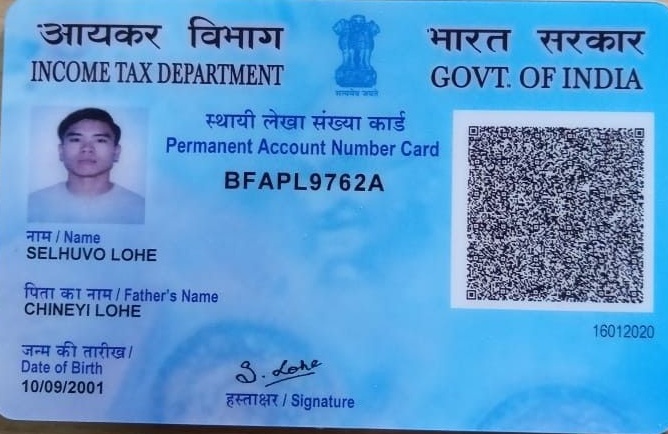 आयकर विभाग
INCOME TAX DEPARTMENT
सत्यमेव जयते
भारत सरकार
GOVT. OF INDIA
स्थायी लेखा संख्या कार्ड
Permanent Account Number Card
BFAPL9762A
नाम / Name
SELHUVO LOHE
पिता का नाम / Father's Name
CHINEYI LOHE
जन्म की तारीख /
Date of Birth
10/09/2001
S. Lohe
हस्ताक्षर / Signature
16012020